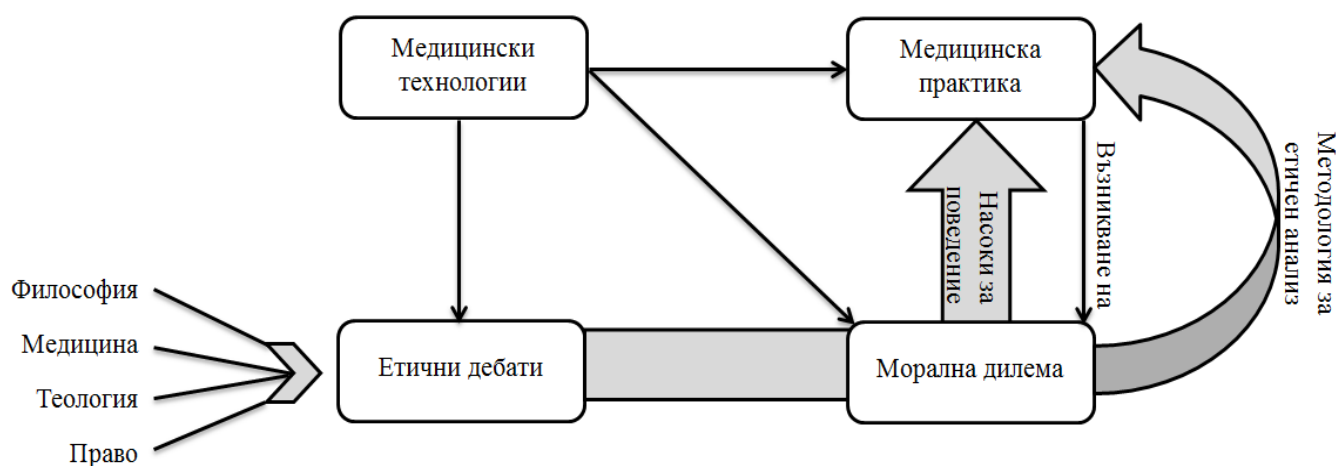 Медицински
технологии
Медицинска
практика
Насоки за
поведение
Възникване на
Методология за
етичен анализ
Философия
Медицина
Теология
Право
Етични дебати
Морална дилема